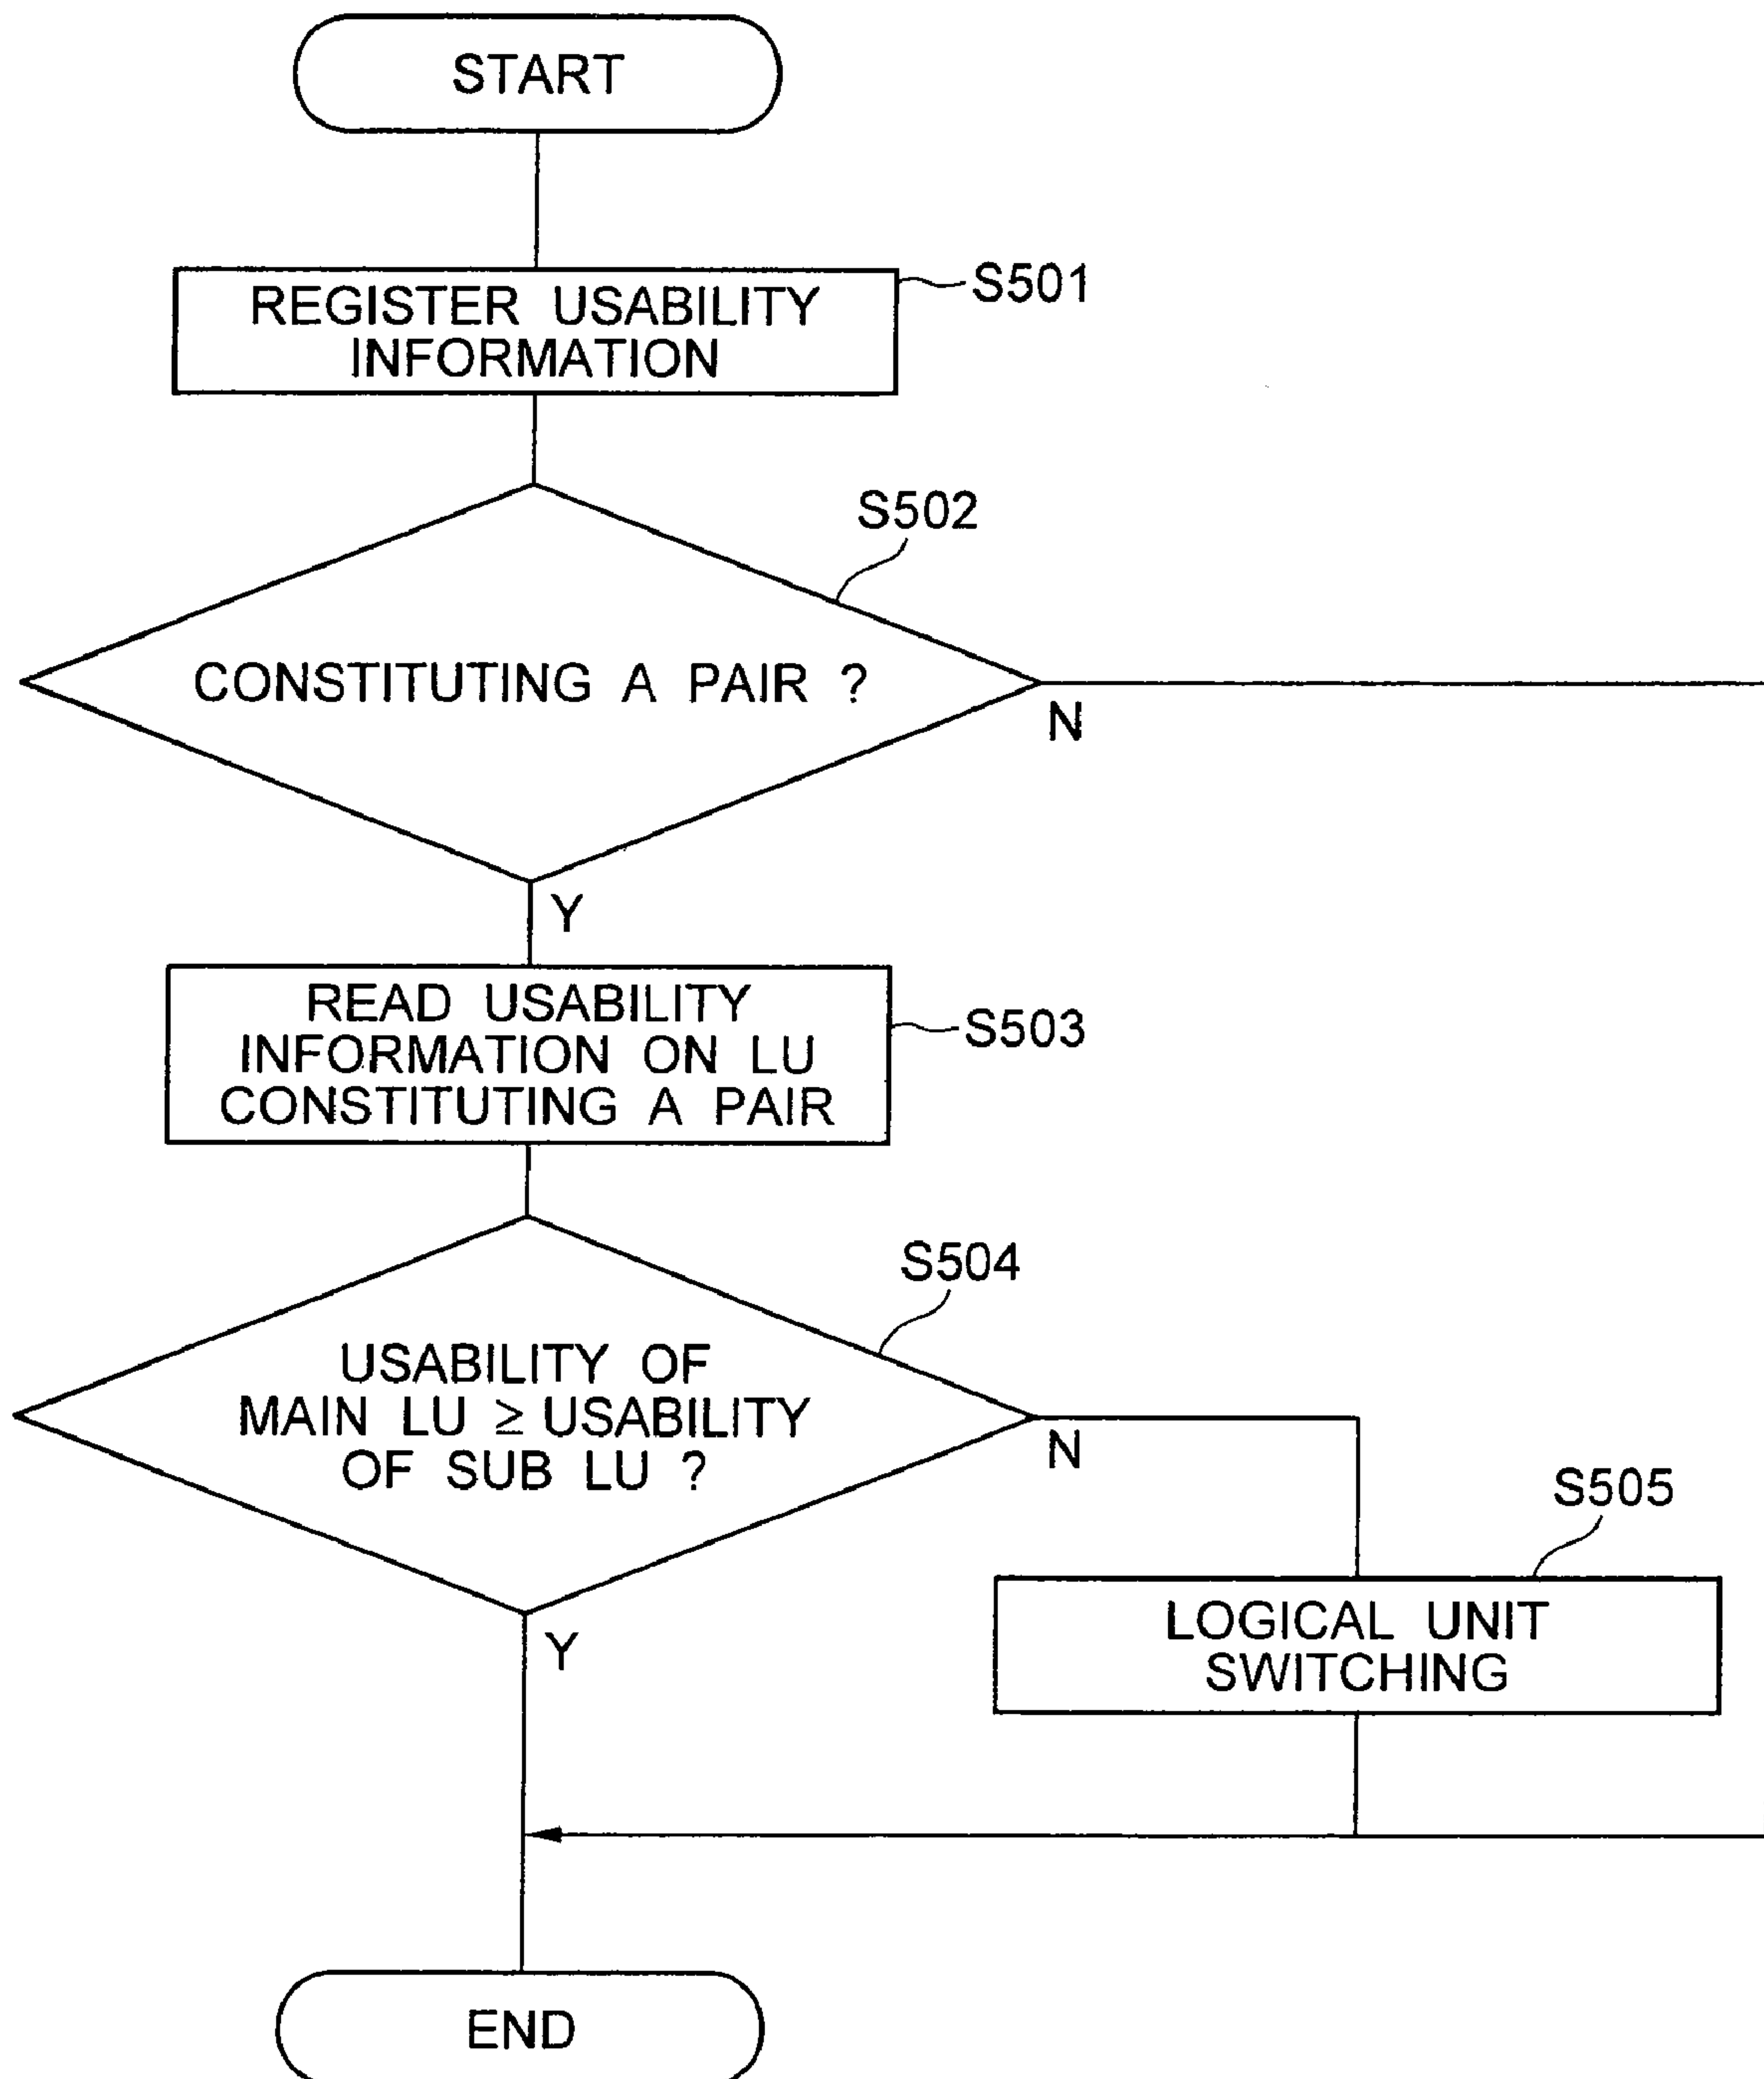 START
REGISTER USABILITY
INFORMATION
S501
S502
CONSTITUTING A PAIR ?
N
Y
READ USABILITY
INFORMATION ON LU
CONSTITUTING A PAIR
S503
S504
USABILITY OF
MAIN LU ≥ USABILITY
OF SUB LU ?
N
Y
S505
LOGICAL UNIT
SWITCHING
END